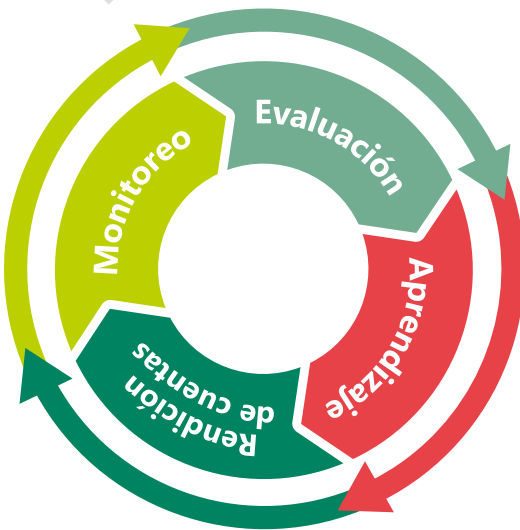 Monitoreo
Evaluación
Aprendizaje
Rendición
de cuentas